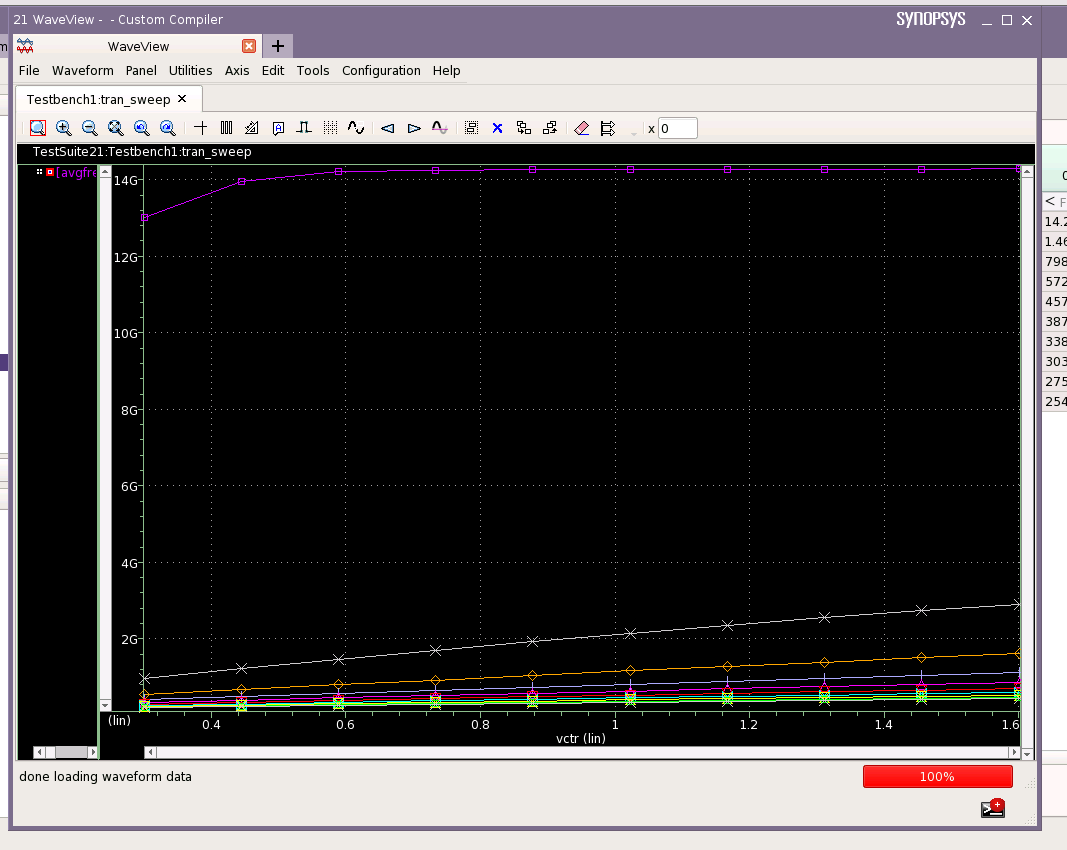 21 WaveView - - Custom Compiler
SYNOPSYS
WaveView
File Waveform Panel Utilities Axis Edit Tools Configuration Help
Testbench1:tran_sweep
x 0
TestSuite21:Testbench1:tran_sweep
[avgfre
14G
12G
10G
8G
6G
4G
2G
(lin)
0.4 0.6 0.8 1 1.2 1.4 1.6
vctr (lin)
done loading waveform data
100%
0
< F
14.2
1.46
798
572
457
387
338
303
275
254